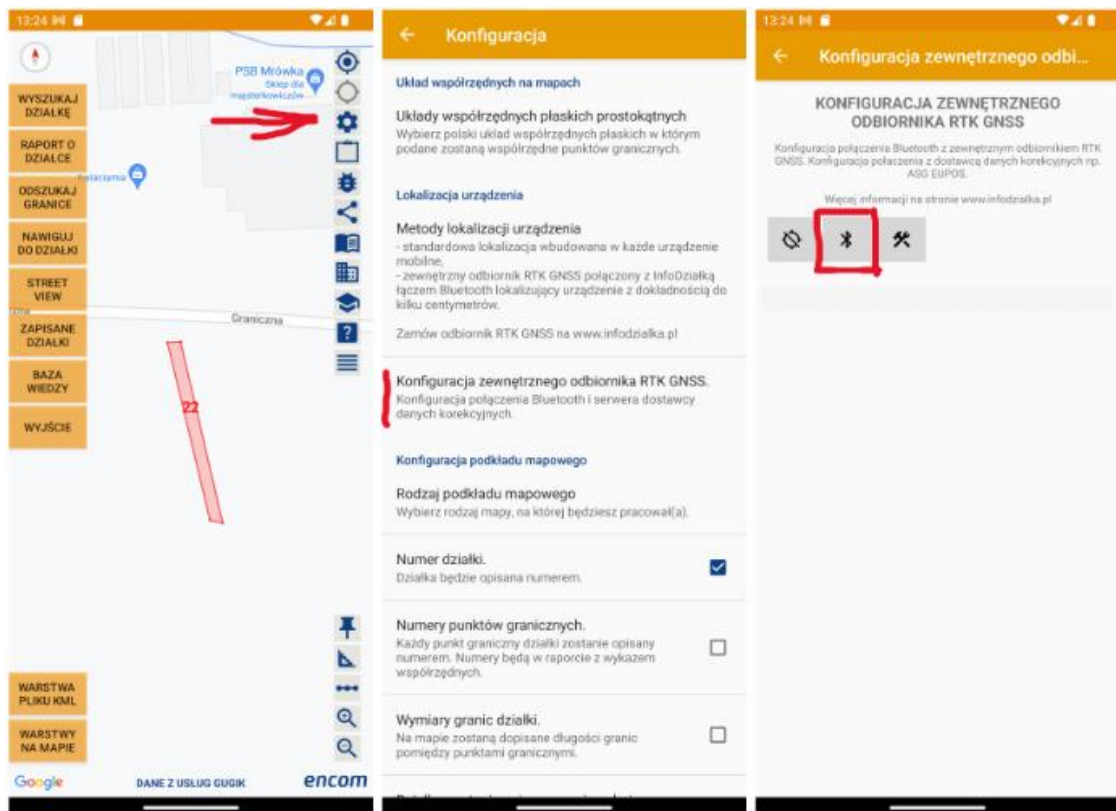 13:24
PSB Mrówka
Sklep dla
majsterkowiczów
WYSZUKAJ
DZIAŁKĘ
RAPORT O
DZIAŁCE
Kwiaciarnia
ODSZUKAJ
GRANICE
NAWIGUJ
DO DZIAŁKI
STREET
VIEW
Graniczna
ZAPISANE
DZIAŁKI
BAZA
WIEDZY
22
WYJŚCIE
WARSTWA
PLIKU KML
WARSTWY
NA MAPIE
Google
DANE Z USŁUG GUGIK
encom
Konfiguracja
Układ współrzędnych na mapach
Układy współrzędnych płaskich prostokątnych
Wybierz polski układ współrzędnych płaskich w którym
podane zostaną współrzędne punktów granicznych.
Lokalizacja urządzenia
Metody lokalizacji urządzenia
- standardowa lokalizacja wbudowana w każde urządzenie
mobilne,
- zewnętrzny odbiornik RTK GNSS połączony z InfoDziałką
łączem Bluetooth lokalizujący urządzenie z dokładnością do
kilku centymetrów.
Zamów odbiornik RTK GNSS na www.infodzialka.pl
Konfiguracja zewnętrznego odbiornika RTK GNSS.
Konfiguracja połączenia Bluetooth i serwera dostawcy
danych korekcyjnych.
Konfiguracja podkładu mapowego
Rodzaj podkładu mapowego
Wybierz rodzaj mapy, na której będziesz pracował(a).
Numer działki.
Działka będzie opisana numerem.
Numery punktów granicznych.
Każdy punkt graniczny działki zostanie opisany
numerem. Numery będą w raporcie z wykazem
współrzędnych.
Wymiary granic działki.
Na mapie zostaną dopisane długości granic
pomiędzy punktami granicznymi.
13:24
Konfiguracja zewnętrznego odbi...
KONFIGURACJA ZEWNĘTRZNEGO
ODBIORNIKA RTK GNSS
Konfiguracja połączenia Bluetooth z zewnętrznym odbiornikiem RTK
GNSS. Konfiguracja połaczenia z dostawcą danych korekcyjnych np.
ASG EUPOS.
Więcej informacji na stronie www.infodzialka.pl